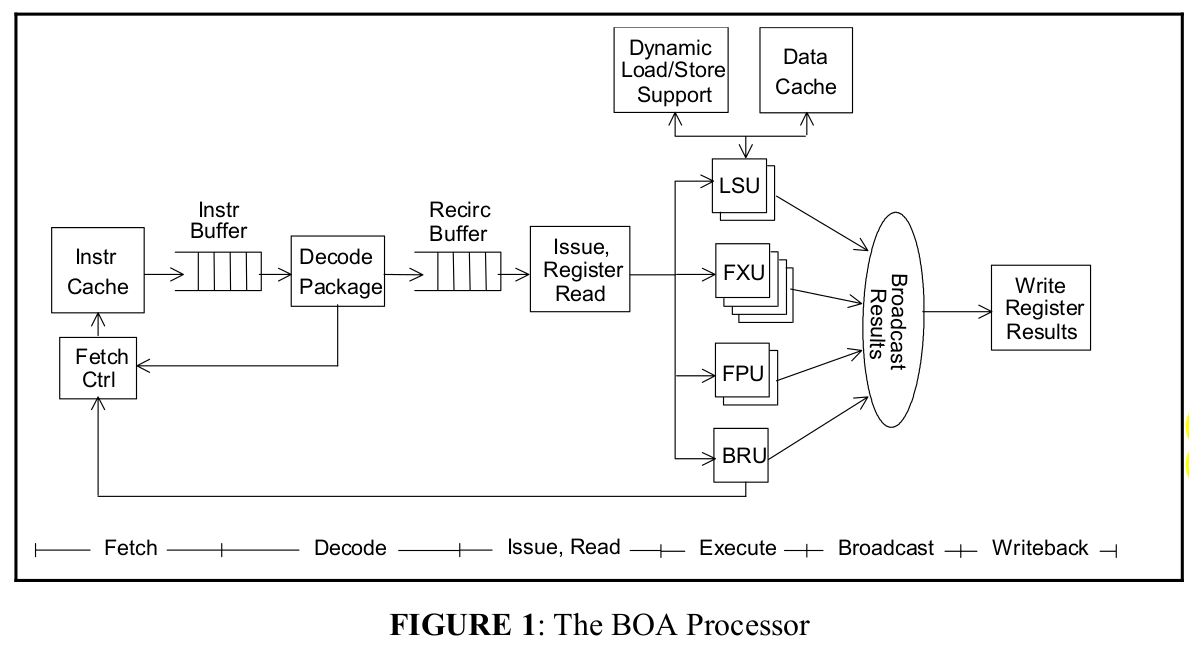 Dynamic
Load/Store
Support
Data
Cache
LSU
Instr
Buffer
Recirc
Buffer
Instr
Cache
Decode
Package
Issue,
Register
Read
FXU
Broadcast
Results
Write
Register
Results
Fetch
Ctrl
FPU
BRU
Fetch
Decode
Issue, Read
Execute
Broadcast
Writeback
FIGURE 1: The BOA Processor